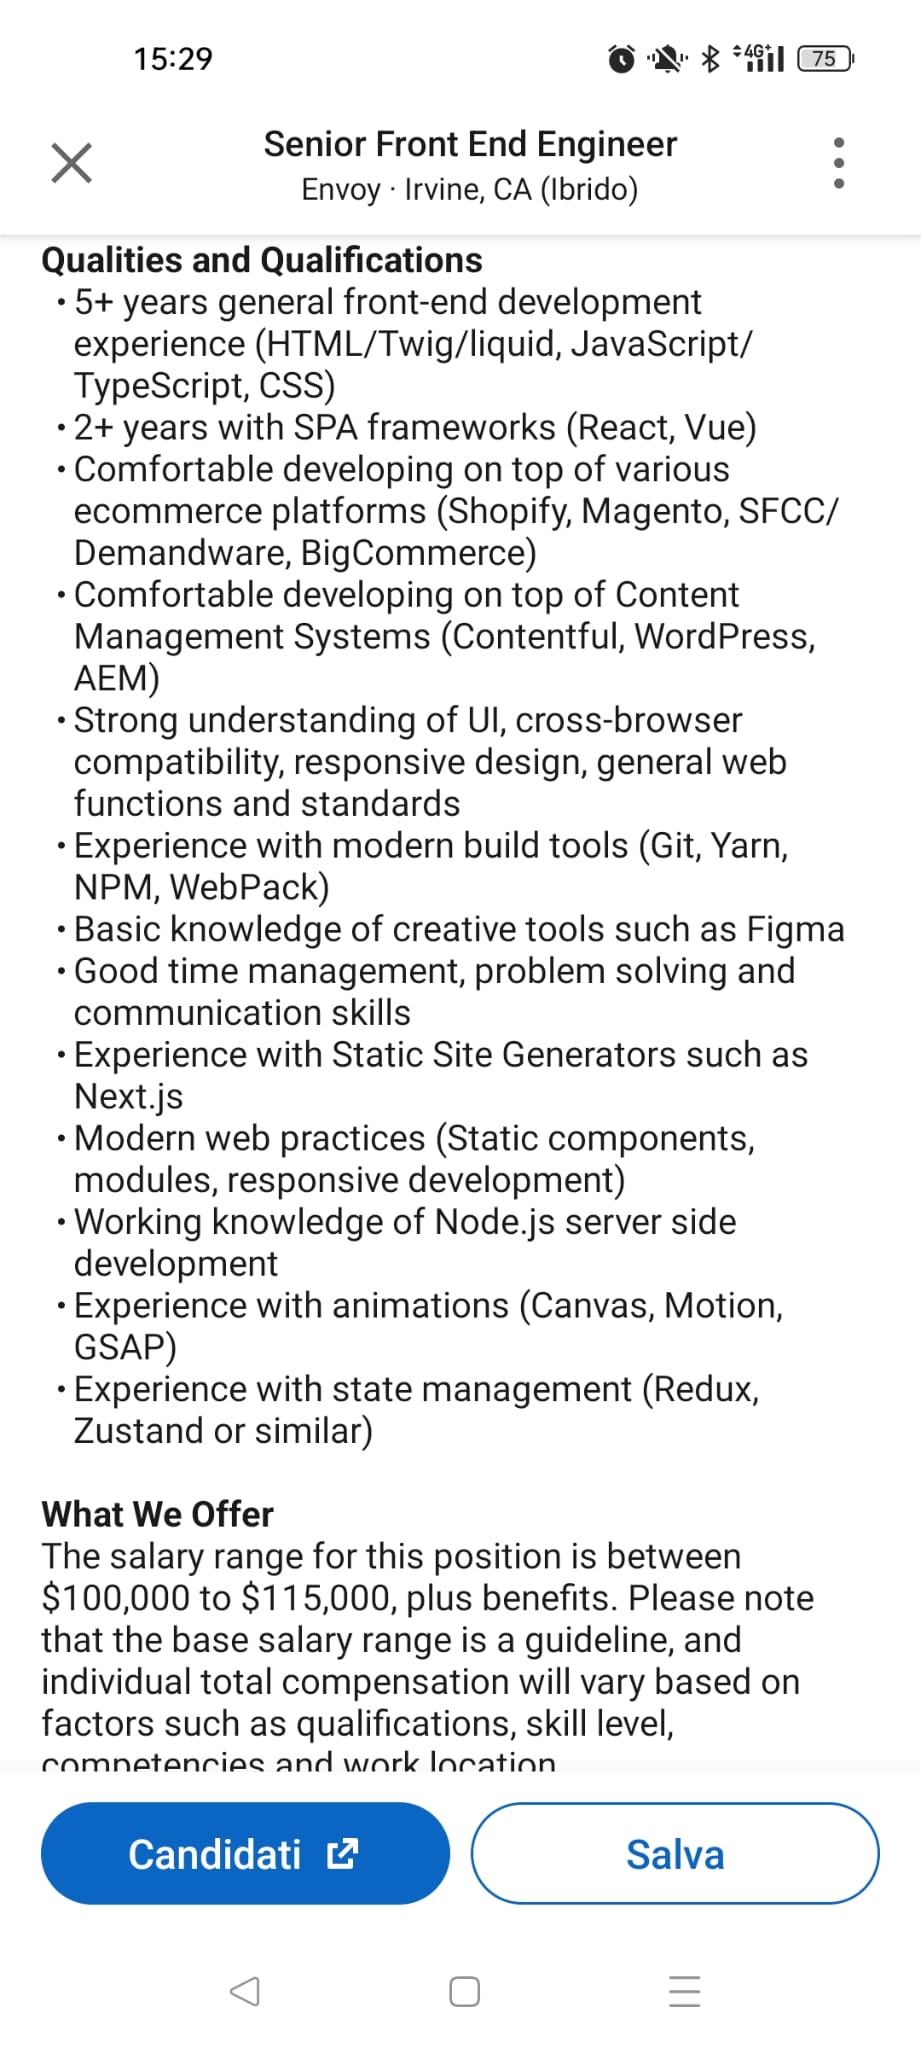 15:29
4G+
75
Senior Front End Engineer
Envoy · Irvine, CA (Ibrido)
Qualities and Qualifications
• 5+ years general front-end development
experience (HTML/Twig/liquid, JavaScript/
TypeScript, CSS)
• 2+ years with SPA frameworks (React, Vue)
• Comfortable developing on top of various
ecommerce platforms (Shopify, Magento, SFCC/
Demandware, BigCommerce)
• Comfortable developing on top of Content
Management Systems (Contentful, WordPress,
AEM)
• Strong understanding of UI, cross-browser
compatibility, responsive design, general web
functions and standards
• Experience with modern build tools (Git, Yarn,
NPM, WebPack)
• Basic knowledge of creative tools such as Figma
• Good time management, problem solving and
communication skills
• Experience with Static Site Generators such as
Next.js
• Modern web practices (Static components,
modules, responsive development)
• Working knowledge of Node.js server side
development
• Experience with animations (Canvas, Motion,
GSAP)
• Experience with state management (Redux,
Zustand or similar)
What We Offer
The salary range for this position is between
$100,000 to $115,000, plus benefits. Please note
that the base salary range is a guideline, and
individual total compensation will vary based on
factors such as qualifications, skill level,
competencies and work location
Candidati
Salva